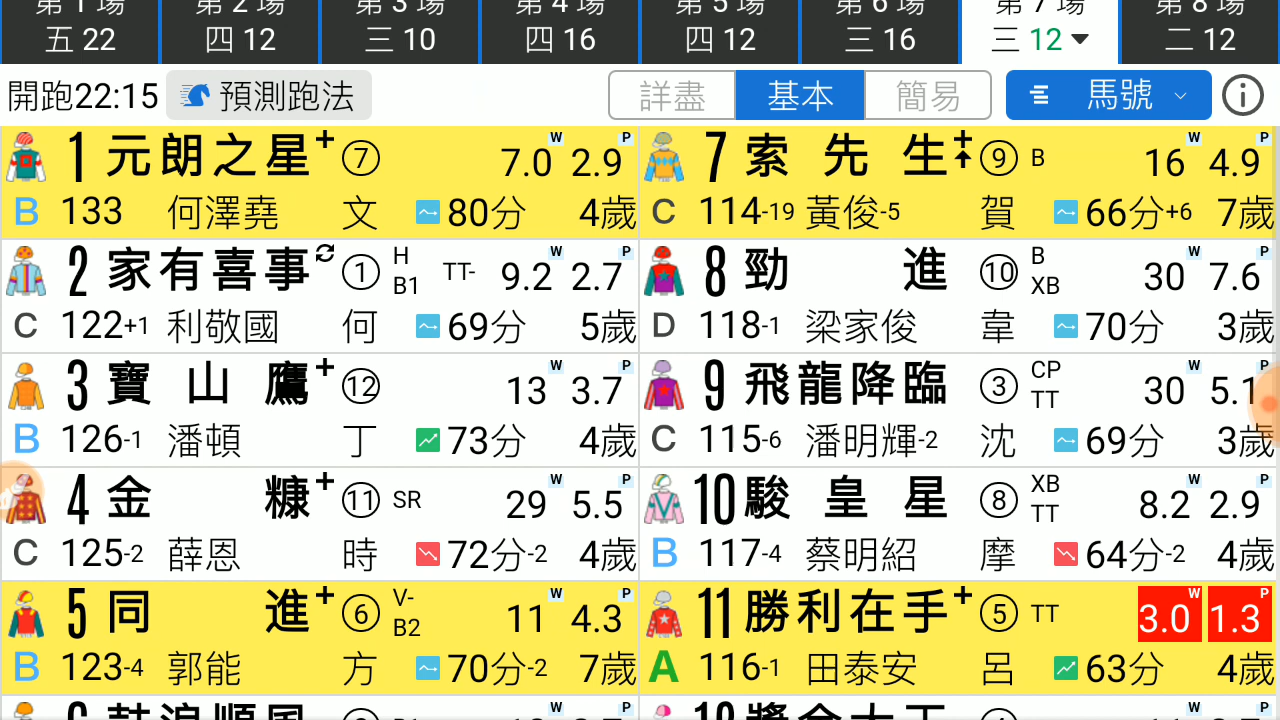 第 1 場 第 2 場 第 3 場 第 4 場 第 5 場 第 6 場 第 7 場 第 8 場
五 22 四 12 三 10 四 16 四 12 三 16 三 12 二 12
開跑22:15 預測跑法 詳盡 基本 簡易 馬號
1 元朗之星+ 7 7.0 W 2.9 P
B 133 何澤堯 文 80分 4歲
2 家有喜事 1 H B1 TT- 9.2 W 2.7 P
C 122+1 利敬國 何 69分 5歲
3 寶山鷹+ 12 13 W 3.7 P
B 126-1 潘頓 丁 73分 4歲
4 金糠+ 11 SR 29 W 5.5 P
C 125-2 薛恩 時 72分-2 4歲
5 同進+ 6 V- B2 11 W 4.3 P
B 123-4 郭能 方 70分-2 7歲
7 索先生‡ 9 B 16 W 4.9 P
C 114-19 黃俊-5 賀 66分+6 7歲
8 勁進 10 B XB 30 W 7.6 P
D 118-1 梁家俊 韋 70分 3歲
9 飛龍降臨 3 CP TT 30 W 5.1 P
C 115-6 潘明輝-2 沈 69分 3歲
10 駿皇星 8 XB TT 8.2 W 2.9 P
B 117-4 蔡明紹 摩 64分-2 4歲
11 勝利在手+ 5 TT 3.0 W 1.3 P
A 116-1 田泰安 呂 63分 4歲